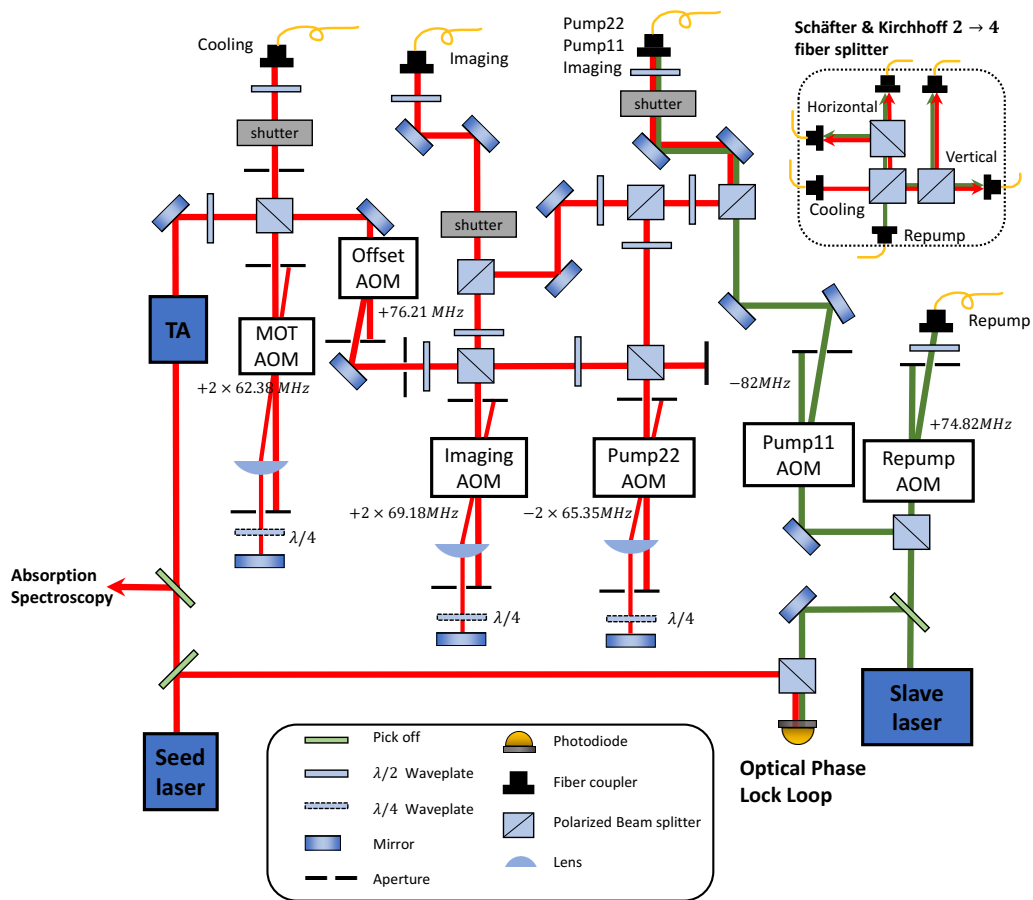 Cooling
Imaging
Pump22
Pump11
Imaging
Schäfter & Kirchhoff 2 → 4
fiber splitter
shutter
shutter
shutter
Horizontal
Vertical
Cooling
Repump
Offset
AOM
+76.21 MHz
TA
MOT
AOM
+2 × 62.38 MHz
Repump
−82MHz
+74.82MHz
Imaging
AOM
Pump22
AOM
Pump11
AOM
Repump
AOM
+2 × 69.18MHz
−2 × 65.35MHz
λ/4
λ/4
λ/4
Absorption
Spectroscopy
Seed
laser
Slave
laser
Optical Phase
Lock Loop
Pick off
λ/2 Waveplate
λ/4 Waveplate
Mirror
Aperture
Photodiode
Fiber coupler
Polarized Beam splitter
Lens